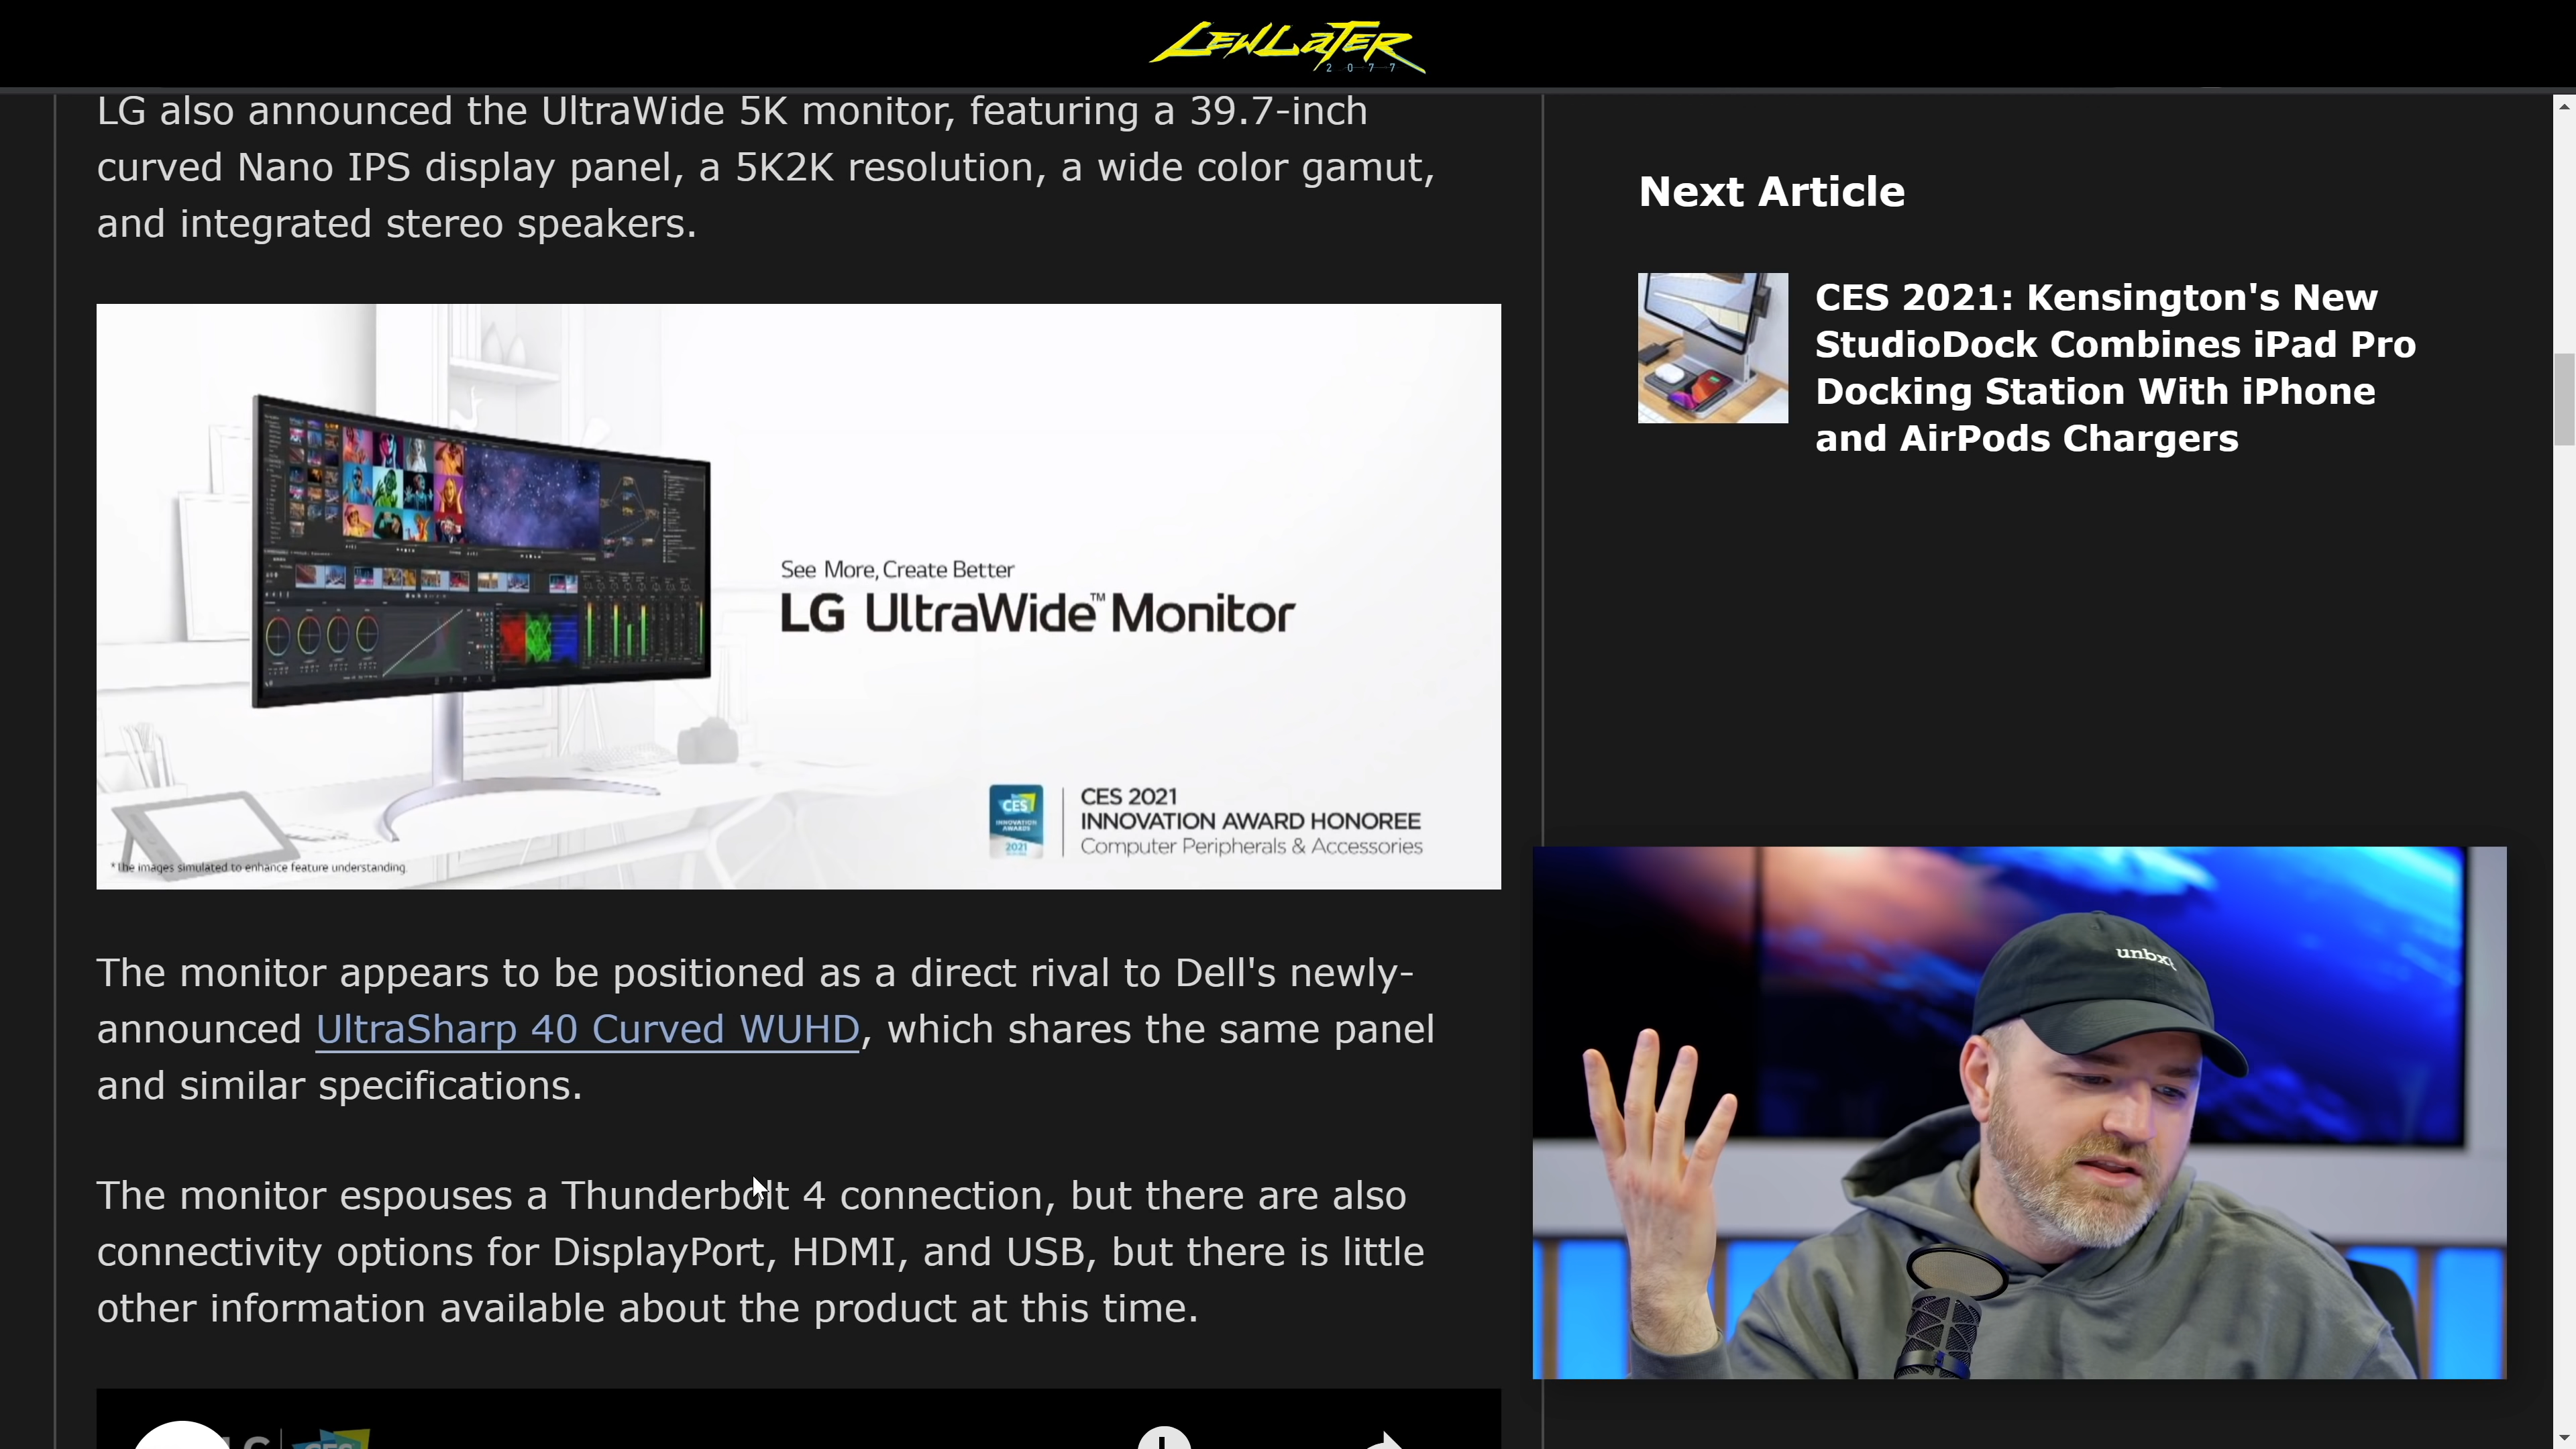 LEWLATER
2077
LG also announced the UltraWide 5K monitor, featuring a 39.7-inch
curved Nano IPS display panel, a 5K2K resolution, a wide color gamut,
and integrated stereo speakers.
See More, Create Better
LG UltraWide™ Monitor
CES
INNOVATION
AWARDS
2021
CES 2021
INNOVATION AWARD HONOREE
Computer Peripherals & Accessories
*The images simulated to enhance feature understanding.
The monitor appears to be positioned as a direct rival to Dell's newly-
announced UltraSharp 40 Curved WUHD, which shares the same panel
and similar specifications.
The monitor espouses a Thunderbolt 4 connection, but there are also
connectivity options for DisplayPort, HDMI, and USB, but there is little
other information available about the product at this time.
LG
CES
Next Article
CES 2021: Kensington's New
StudioDock Combines iPad Pro
Docking Station With iPhone
and AirPods Chargers
unbx